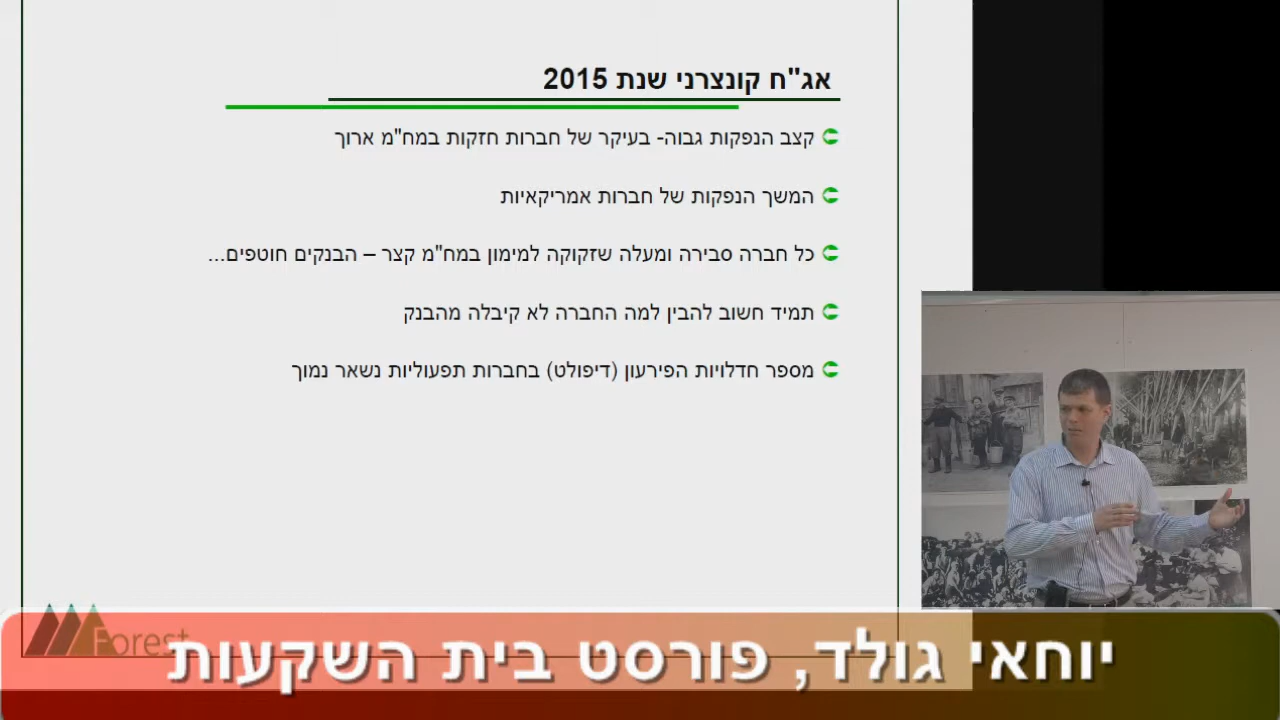 אג"ח קונצרני שנת 2015
קצב הנפקות גבוה- בעיקר של חברות חזקות במח"מ ארוך
המשך הנפקות של חברות אמריקאיות
כל חברה סבירה ומעלה שזקוקה למימון במח"מ קצר – הבנקים חוטפים...
תמיד חשוב להבין למה החברה לא קיבלה מהבנק
מספר חדלויות הפירעון (דיפולט) בחברות תפעוליות נשאר נמוך
Forest
יוחאי גולד, פורסט בית השקעות